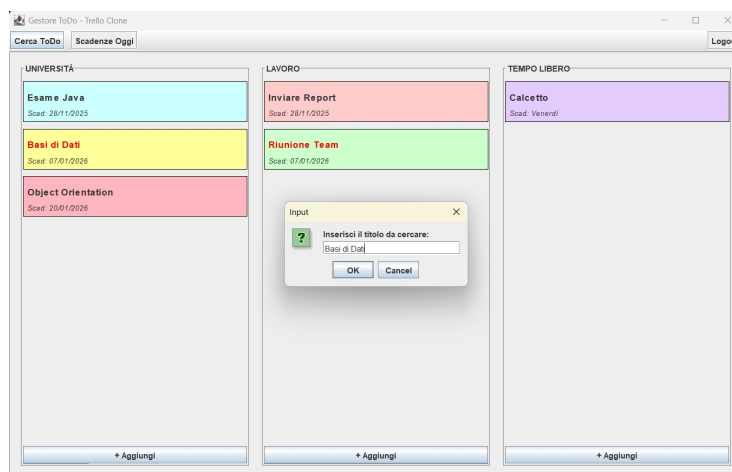 Gestore ToDo - Trello Clone
Cerca ToDo Scadenze Oggi Logou
UNIVERSITÀ
Esame Java
Scad: 28/11/2025
Basi di Dati
Scad: 07/01/2026
Object Orientation
Scad: 20/01/2026
+ Aggiungi
LAVORO
Inviare Report
Scad: 28/11/2025
Riunione Team
Scad: 07/01/2026
+ Aggiungi
TEMPO LIBERO
Calcetto
Scad: Venerdì
+ Aggiungi
Input
?
Inserisci il titolo da cercare:
Basi di Dati
OK Cancel